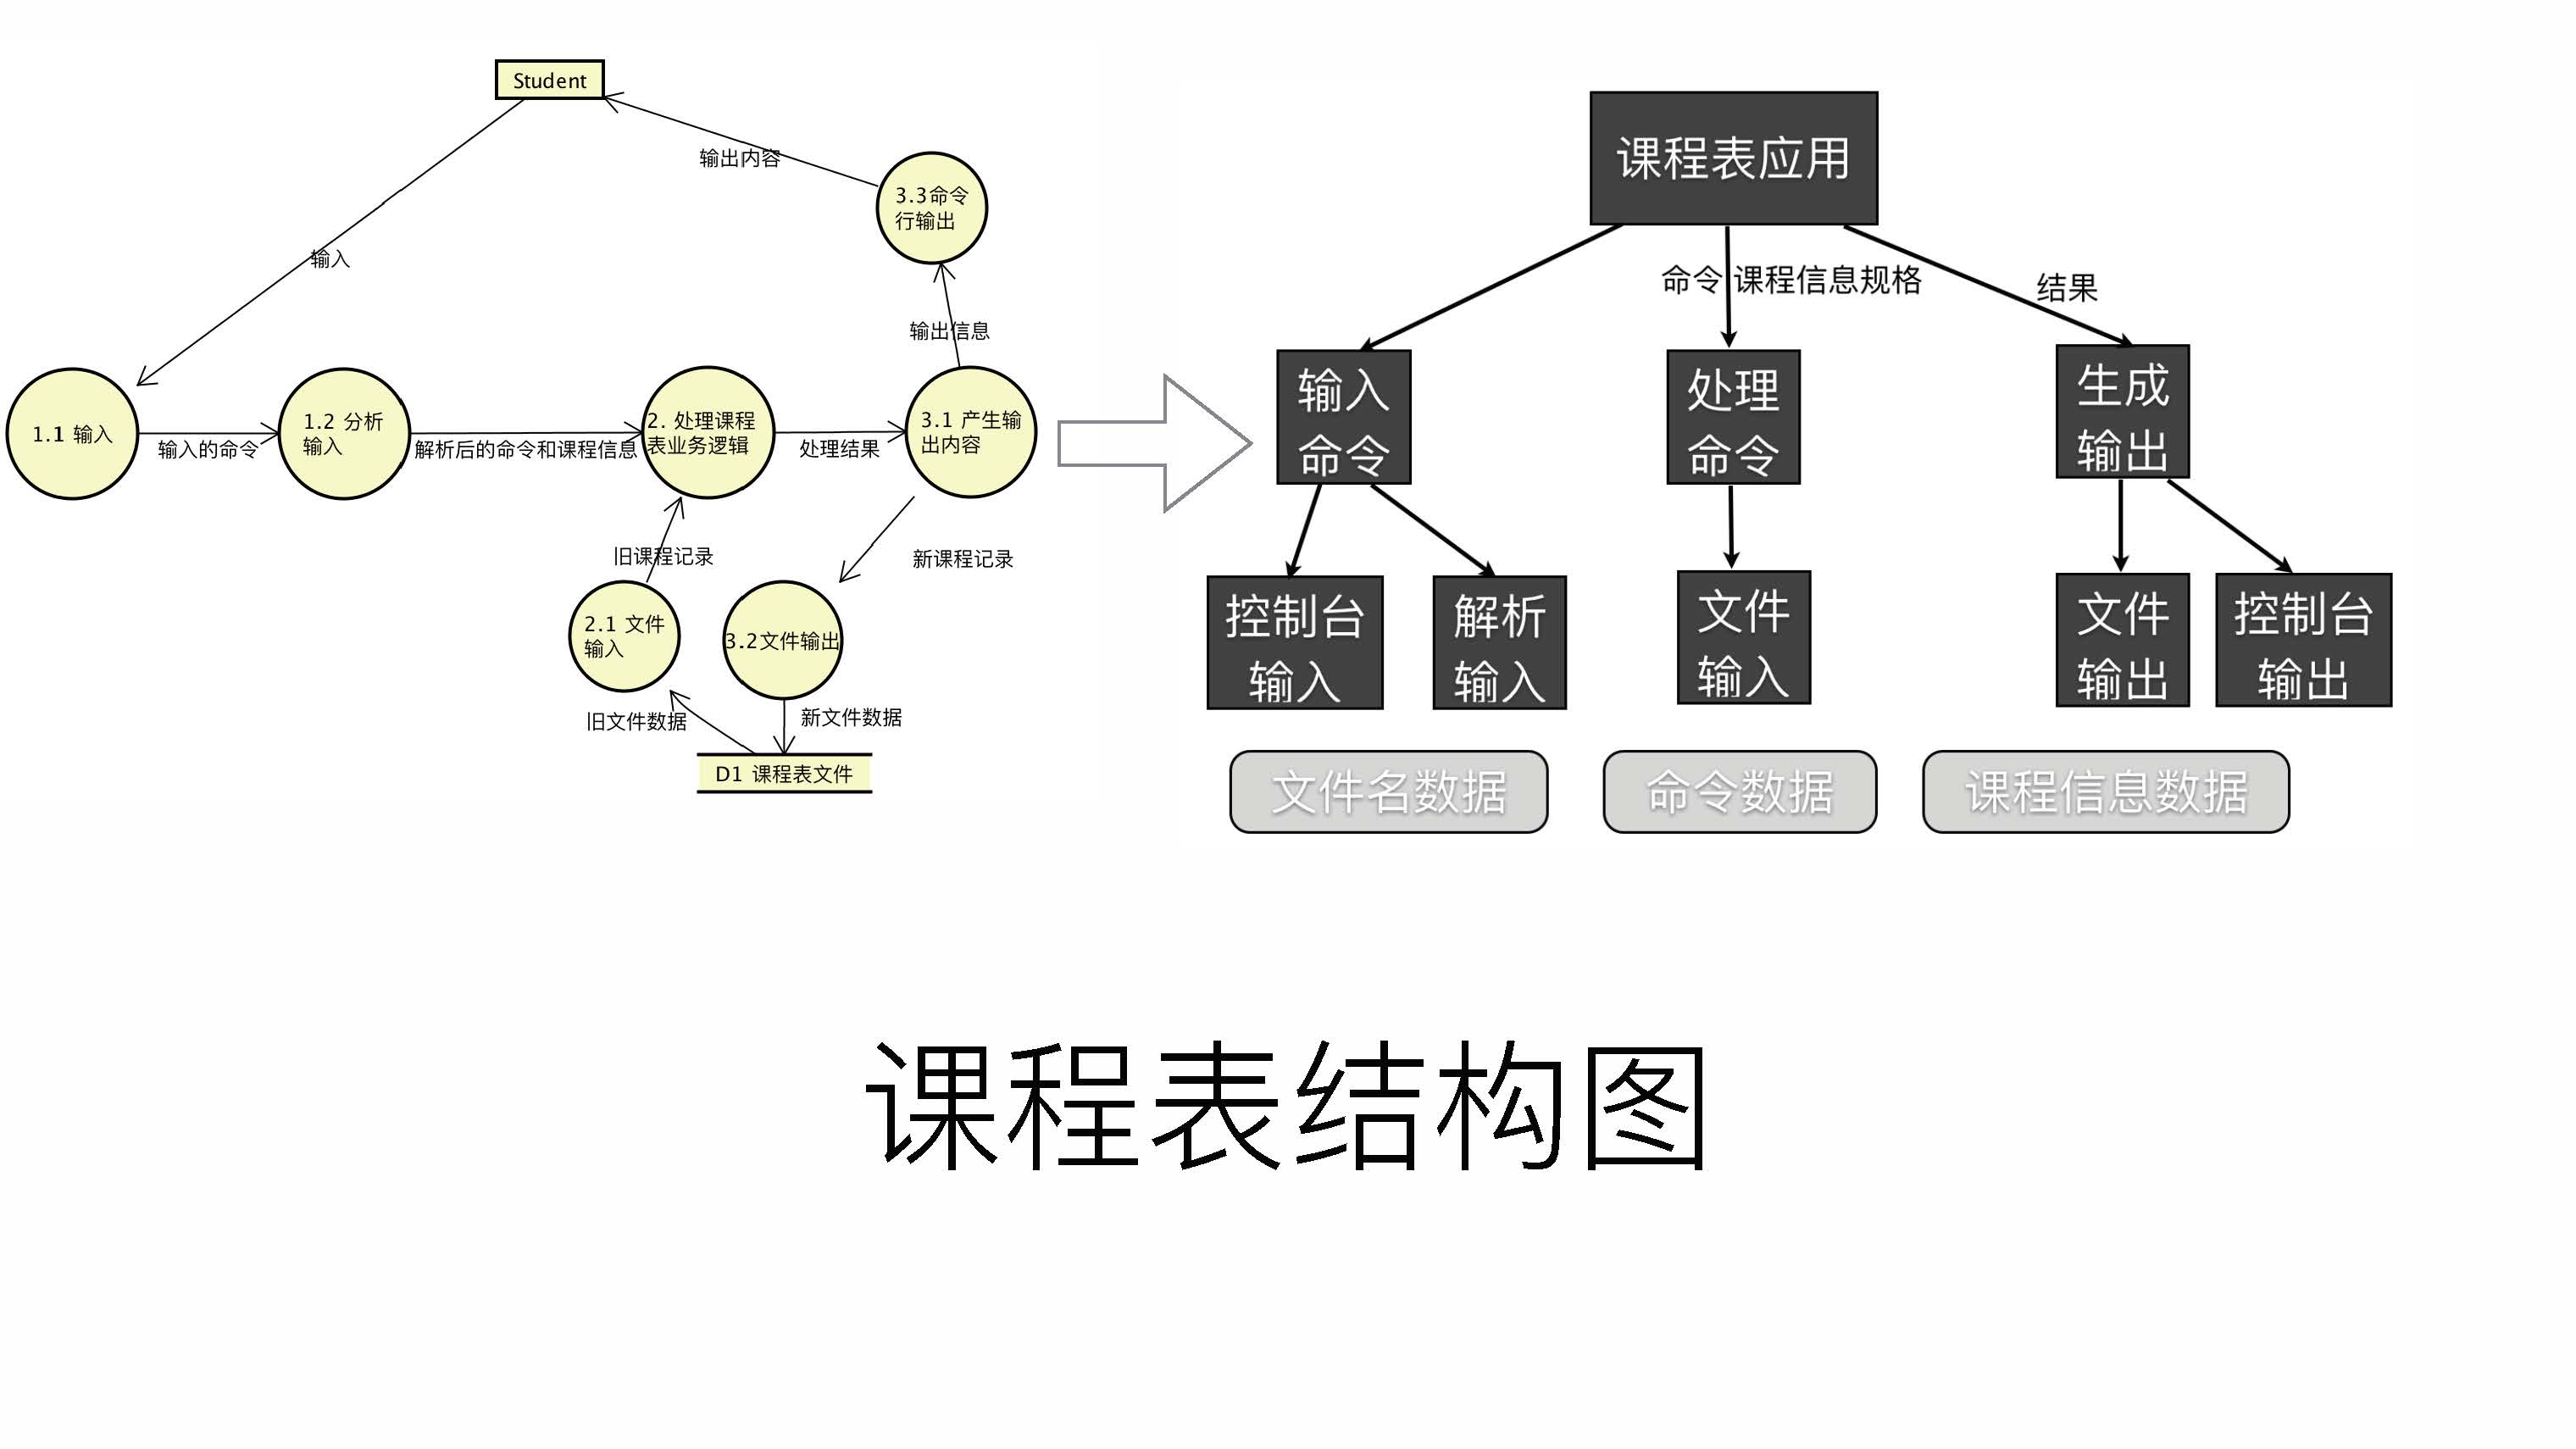 Student
输出内容
3.3命令
行输出
输入
输出信息
1.1 输入
输入的命令
1.2 分析
输入
解析后的命令和课程信息
2. 处理课程
表业务逻辑
处理结果
3.1 产生输
出内容
旧课程记录
新课程记录
2.1 文件
输入
3.2文件输出
旧文件数据
新文件数据
D1 课程表文件
课程表应用
命令 课程信息规格
结果
输入
命令
处理
命令
生成
输出
控制台
输入
解析
输入
文件
输入
文件
输出
控制台
输出
文件名数据
命令数据
课程信息数据
课程表结构图